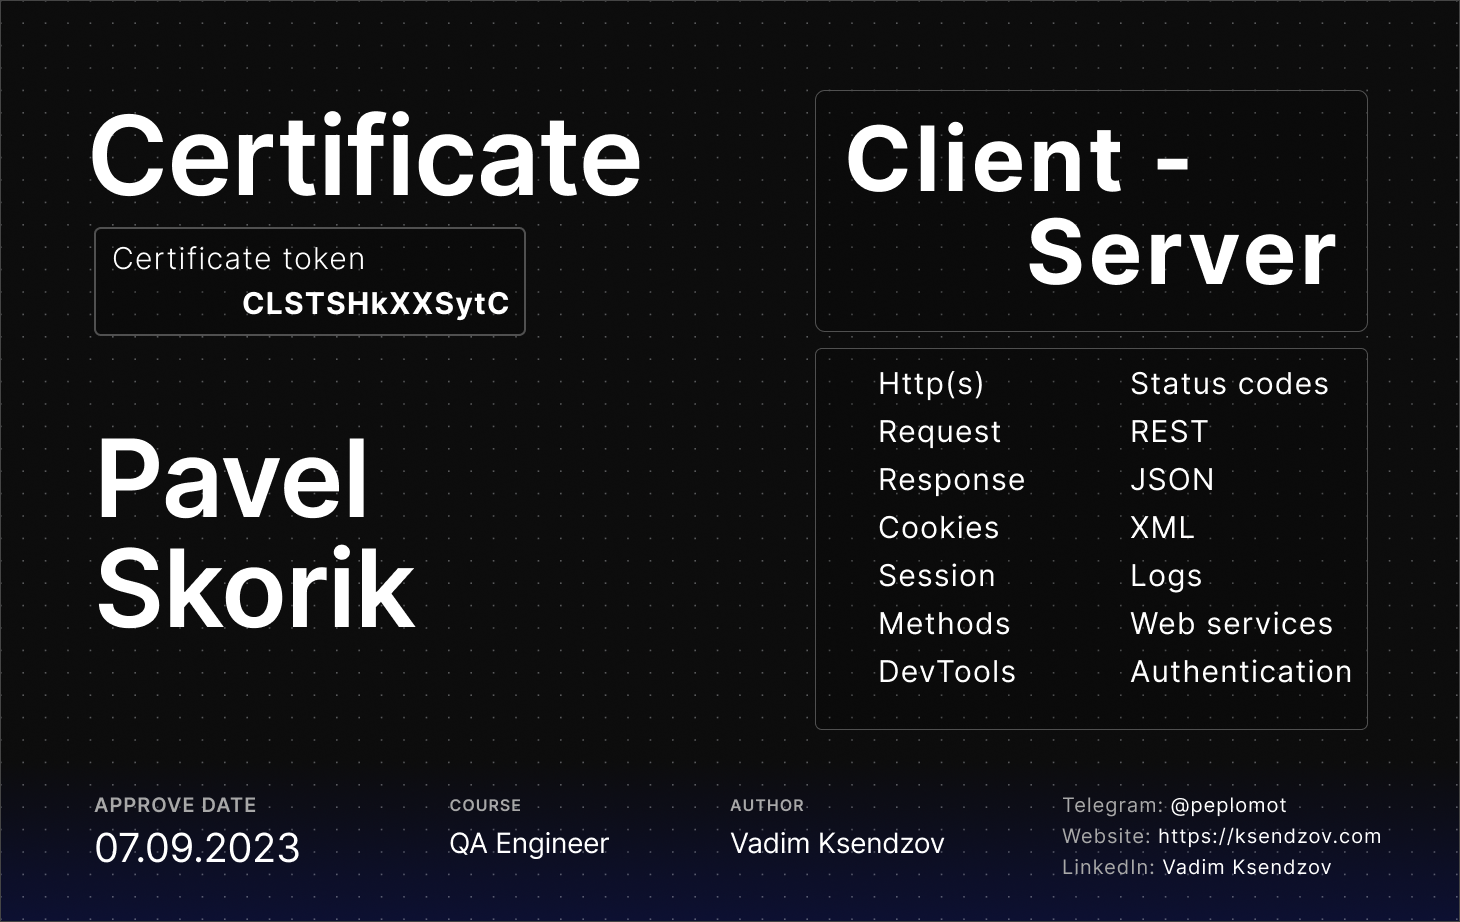 Certificate
Certificate token
CLSTSHkXXSytC
Pavel
Skorik
Client -
Server
Http(s)
Request
Response
Cookies
Session
Methods
DevTools
Status codes
REST
JSON
XML
Logs
Web services
Authentication
APPROVE DATE
07.09.2023
COURSE
QA Engineer
AUTHOR
Vadim Ksendzov
Telegram: @peplomot
Website: https://ksendzov.com
LinkedIn: Vadim Ksendzov